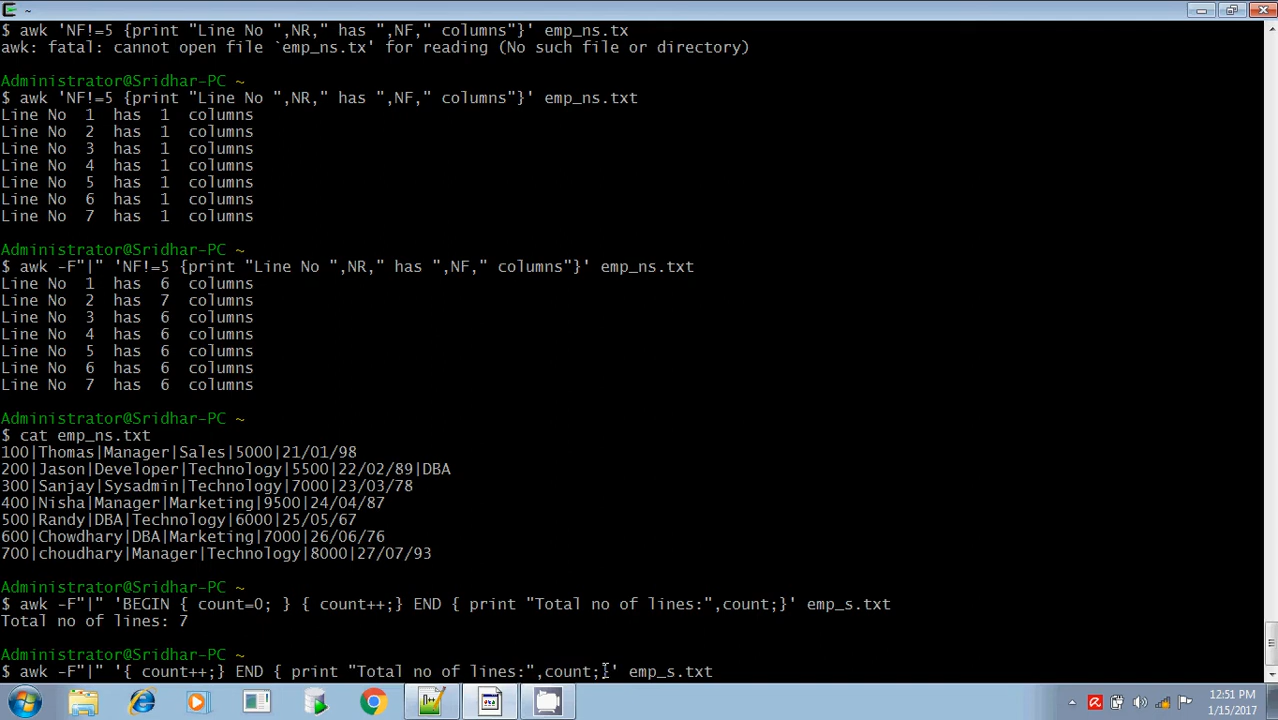 ~
$ awk 'NF!=5 {print "Line No ",NR," has ",NF," columns"}' emp_ns.tx
awk: fatal: cannot open file `emp_ns.tx' for reading (No such file or directory)
Administrator@Sridhar-PC ~
$ awk 'NF!=5 {print "Line No ",NR," has ",NF," columns"}' emp_ns.txt
Line No  1  has  1  columns
Line No  2  has  1  columns
Line No  3  has  1  columns
Line No  4  has  1  columns
Line No  5  has  1  columns
Line No  6  has  1  columns
Line No  7  has  1  columns
Administrator@Sridhar-PC ~
$ awk -F"|" 'NF!=5 {print "Line No ",NR," has ",NF," columns"}' emp_ns.txt
Line No  1  has  6  columns
Line No  2  has  7  columns
Line No  3  has  6  columns
Line No  4  has  6  columns
Line No  5  has  6  columns
Line No  6  has  6  columns
Line No  7  has  6  columns
Administrator@Sridhar-PC ~
$ cat emp_ns.txt
100|Thomas|Manager|Sales|5000|21/01/98
200|Jason|Developer|Technology|5500|22/02/89|DBA
300|Sanjay|Sysadmin|Technology|7000|23/03/78
400|Nisha|Manager|Marketing|9500|24/04/87
500|Randy|DBA|Technology|6000|25/05/67
600|Chowdhary|DBA|Marketing|7000|26/06/76
700|choudhary|Manager|Technology|8000|27/07/93
Administrator@Sridhar-PC ~
$ awk -F"|" 'BEGIN { count=0; } { count++;} END { print "Total no of lines:",count;}' emp_s.txt
Total no of lines: 7
Administrator@Sridhar-PC ~
$ awk -F"|" '{ count++;} END { print "Total no of lines:",count;}' emp_s.txt
12:51 PM
1/15/2017